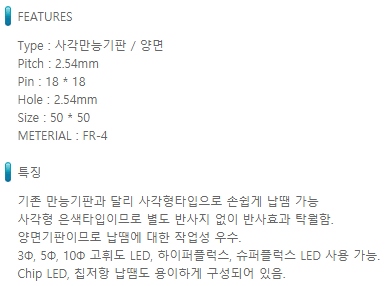 FEATURES
Type : 사각만능기판 / 양면
Pitch : 2.54mm
Pin : 18 * 18
Hole : 2.54mm
Size : 50 * 50
METERIAL : FR-4
특징
기존 만능기판과 달리 사각형타입으로 손쉽게 납땜 가능
사각형 은색타입이므로 별도 반사지 없이 반사효과 탁월함.
양면기판이므로 납땜에 대한 작업성 우수.
3Φ, 5Φ, 10Φ 고휘도 LED, 하이퍼플럭스, 슈퍼플럭스 LED 사용 가능.
Chip LED, 칩저항 납땜도 용이하게 구성되어 있음.